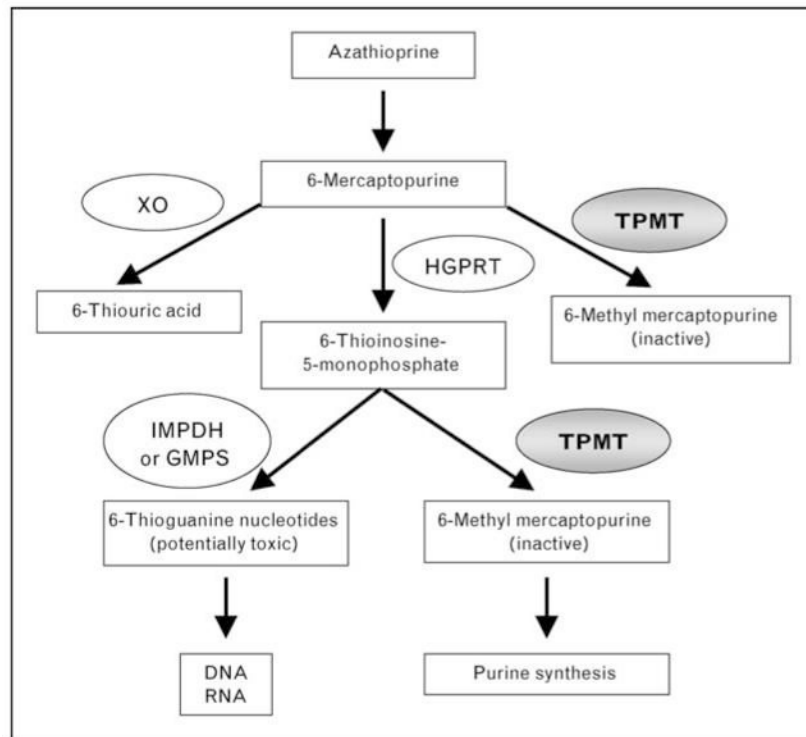 Azathioprine
6-Mercaptopurine
XO
TPMT
HGPRT
6-Thiouric acid
6-Methyl mercaptopurine
(inactive)
6-Thioinosine-
5-monophosphate
IMPDH
or GMPS
TPMT
6-Thioguanine nucleotides
(potentially toxic)
6-Methyl mercaptopurine
(inactive)
DNA
RNA
Purine synthesis